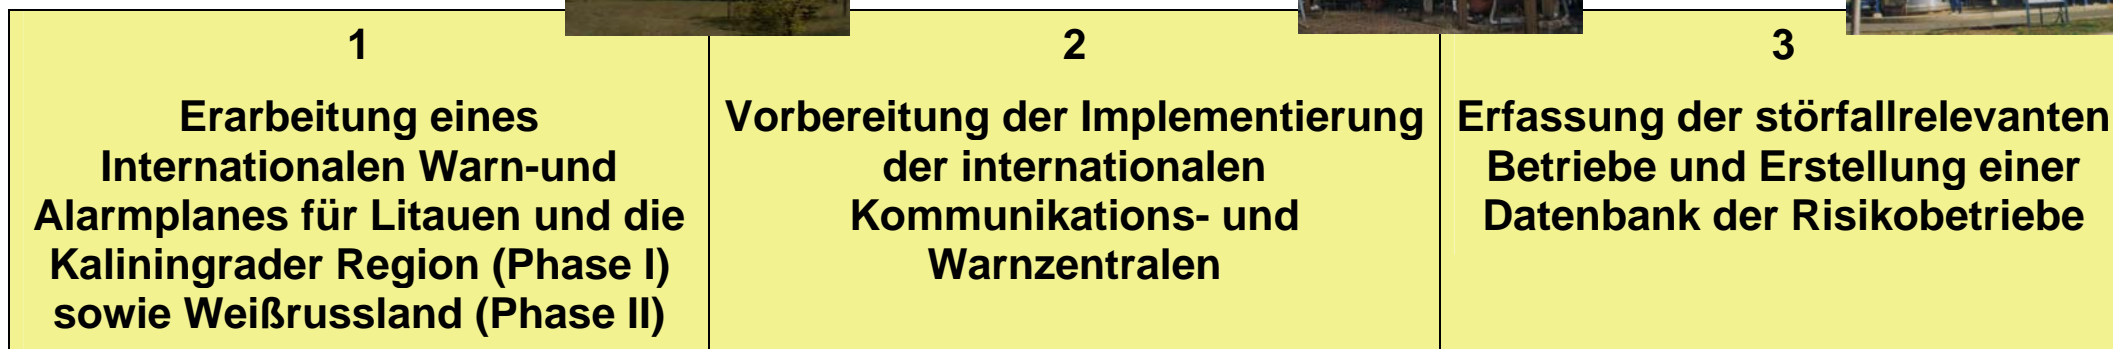 1
Erarbeitung eines
Internationalen Warn-und
Alarmplanes für Litauen und die
Kaliningrader Region (Phase I)
sowie Weißrussland (Phase II)
2
Vorbereitung der Implementierung
der internationalen
Kommunikations- und
Warnzentralen
3
Erfassung der störfallrelevanten
Betriebe und Erstellung einer
Datenbank der Risikobetriebe